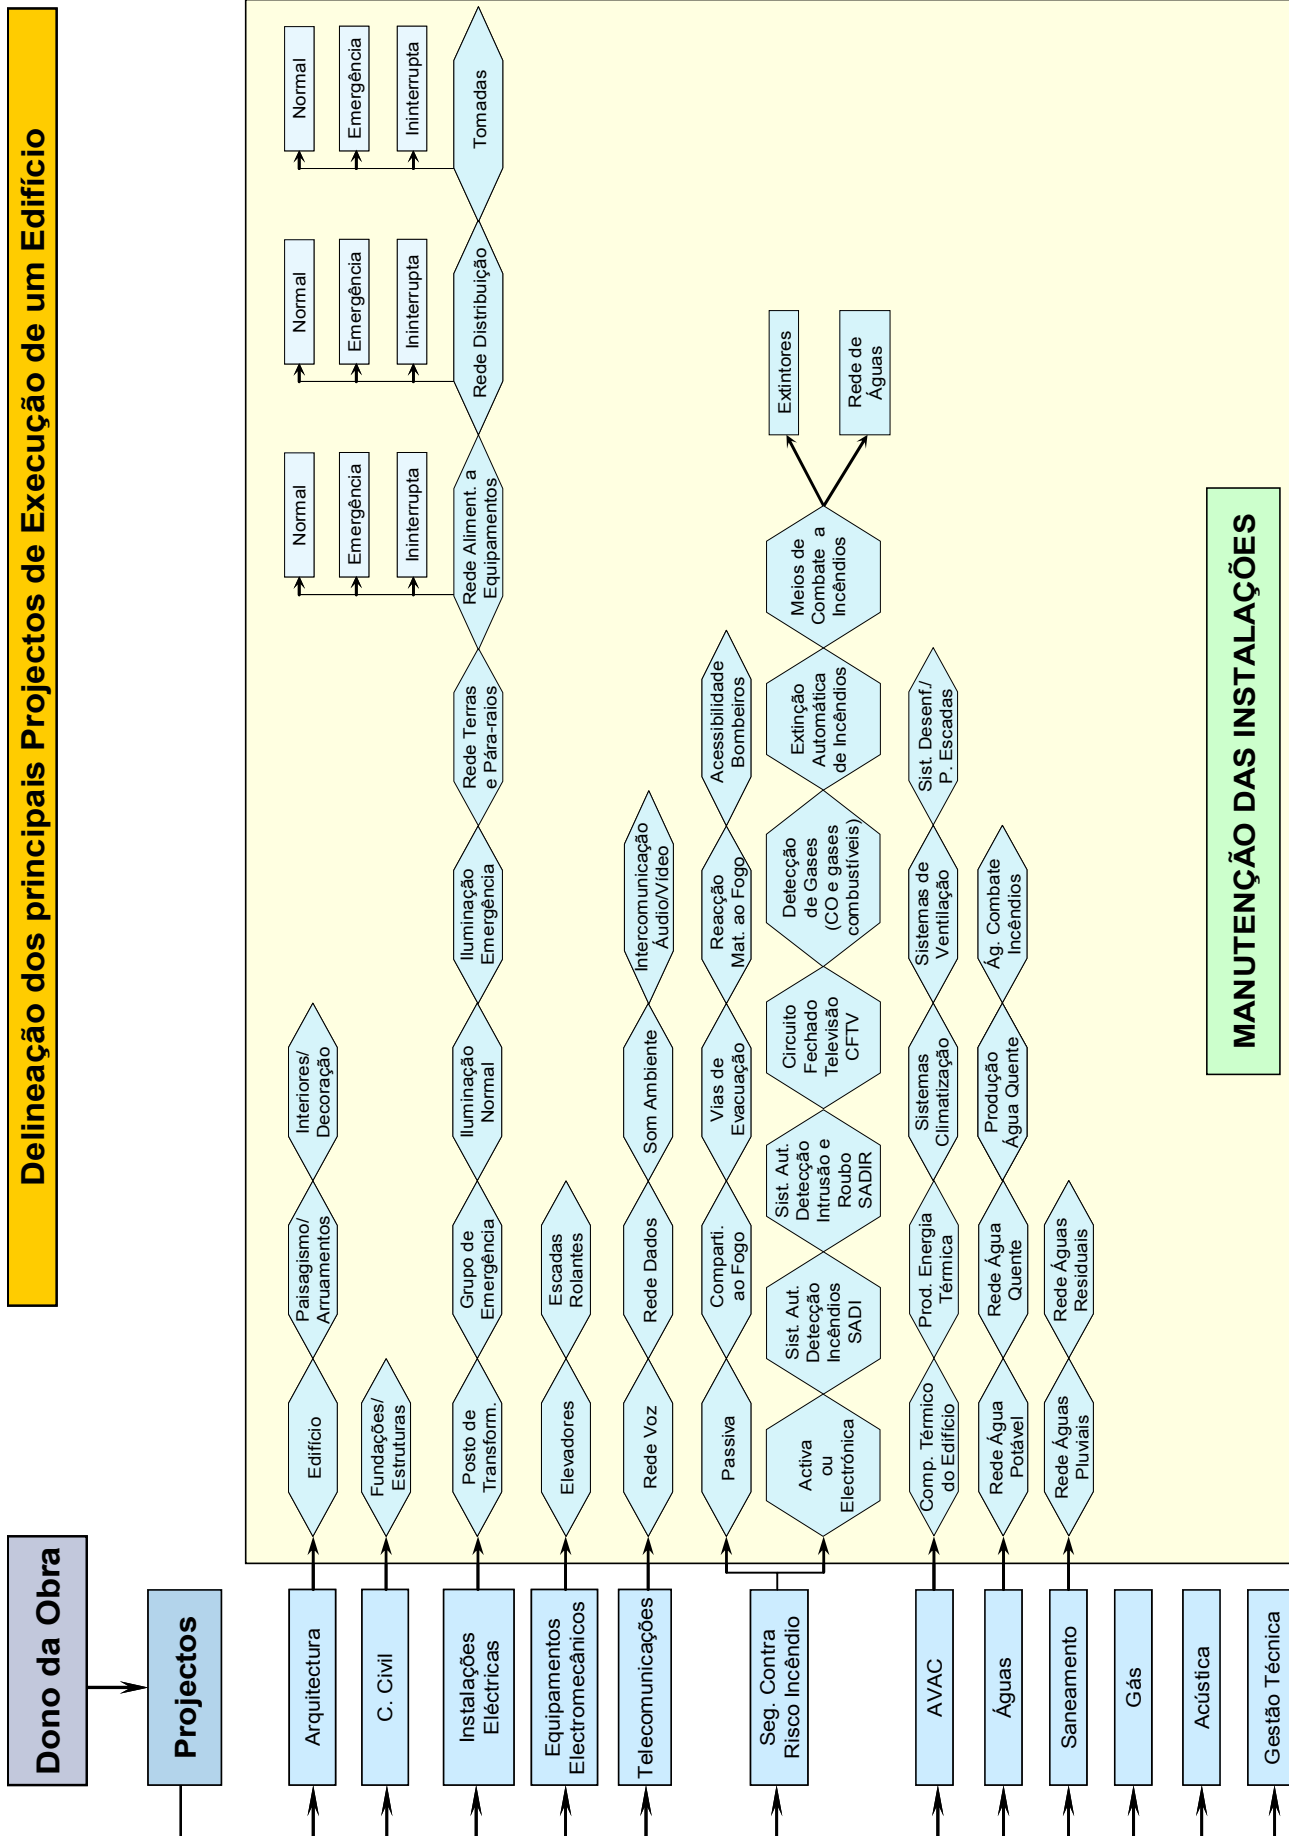 Delineação dos principais Projectos de Execução de um Edifício
Dono da Obra
Projectos
Arquitectura
Edifício
Paisagismo/
Arruamentos
Interiores/
Decoração
C. Civil
Fundações/
Estruturas
Instalações
Eléctricas
Posto de
Transform.
Grupo de
Emergência
Iluminação
Normal
Iluminação
Emergência
Rede Terras
e Pára-raios
Rede Aliment. a
Equipamentos
Normal
Emergência
Ininterrupta
Rede Distribuição
Normal
Emergência
Ininterrupta
Tomadas
Normal
Emergência
Ininterrupta
Equipamentos
Electromecânicos
Elevadores
Escadas
Rolantes
Telecomunicações
Rede Voz
Rede Dados
Som Ambiente
Intercomunicação
Áudio/Vídeo
Seg. Contra
Risco Incêndio
Passiva
Comparti.
ao Fogo
Vias de
Evacuação
Reacção
Mat. ao Fogo
Acessibilidade
Bombeiros
Activa
ou
Electrónica
Sist. Aut.
Detecção
Incêndios
SADI
Sist. Aut.
Detecção
Intrusão e
Roubo
SADIR
Circuito
Fechado
Televisão
CFTV
Detecção
de Gases
(CO e gases
combustíveis)
Extinção
Automática
de Incêndios
Meios de
Combate a
Incêndios
Extintores
Rede de
Águas
AVAC
Comp. Térmico
do Edifício
Prod. Energia
Térmica
Sistemas
Climatização
Sistemas de
Ventilação
Sist. Desenf./
P. Escadas
Águas
Rede Água
Potável
Rede Água
Quente
Produção
Água Quente
Ág. Combate
Incêndios
Saneamento
Rede Águas
Pluviais
Rede Águas
Residuais
Gás
Acústica
Gestão Técnica
MANUTENÇÃO DAS INSTALAÇÕES